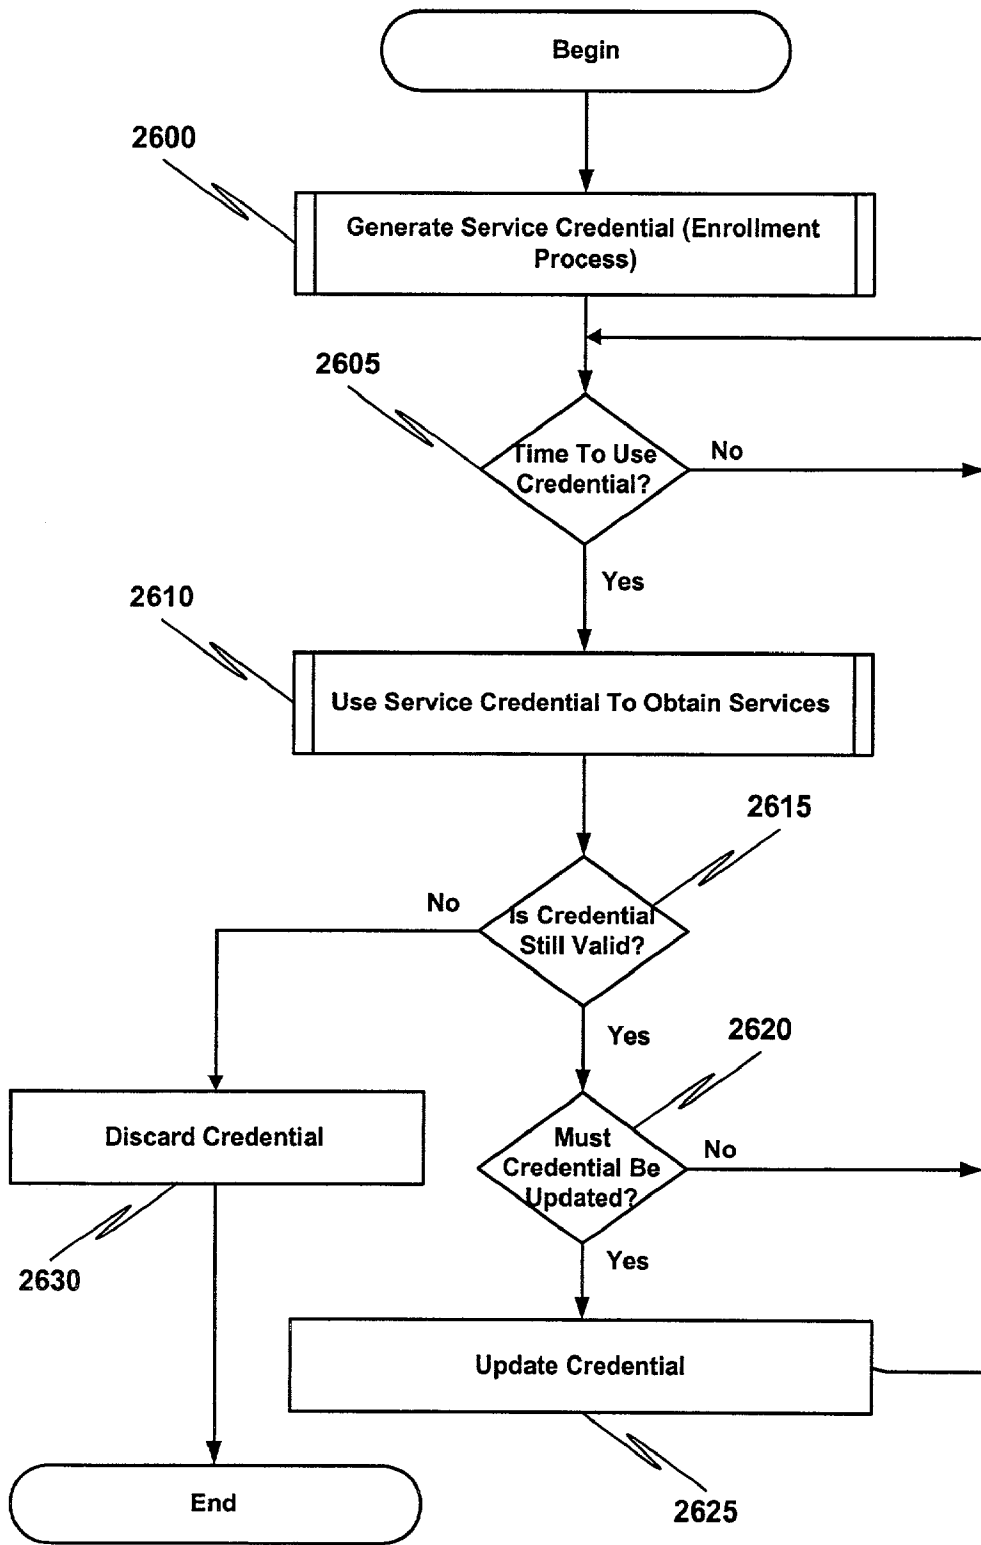 Begin
2600
Generate Service Credential (Enrollment
Process)
2605
Time To Use
Credential?
No
Yes
2610
Use Service Credential To Obtain Services
2615
No
Is Credential
Still Valid?
Yes
2620
Discard Credential
Must
Credential Be
Updated?
No
2630
Yes
Update Credential
End
2625